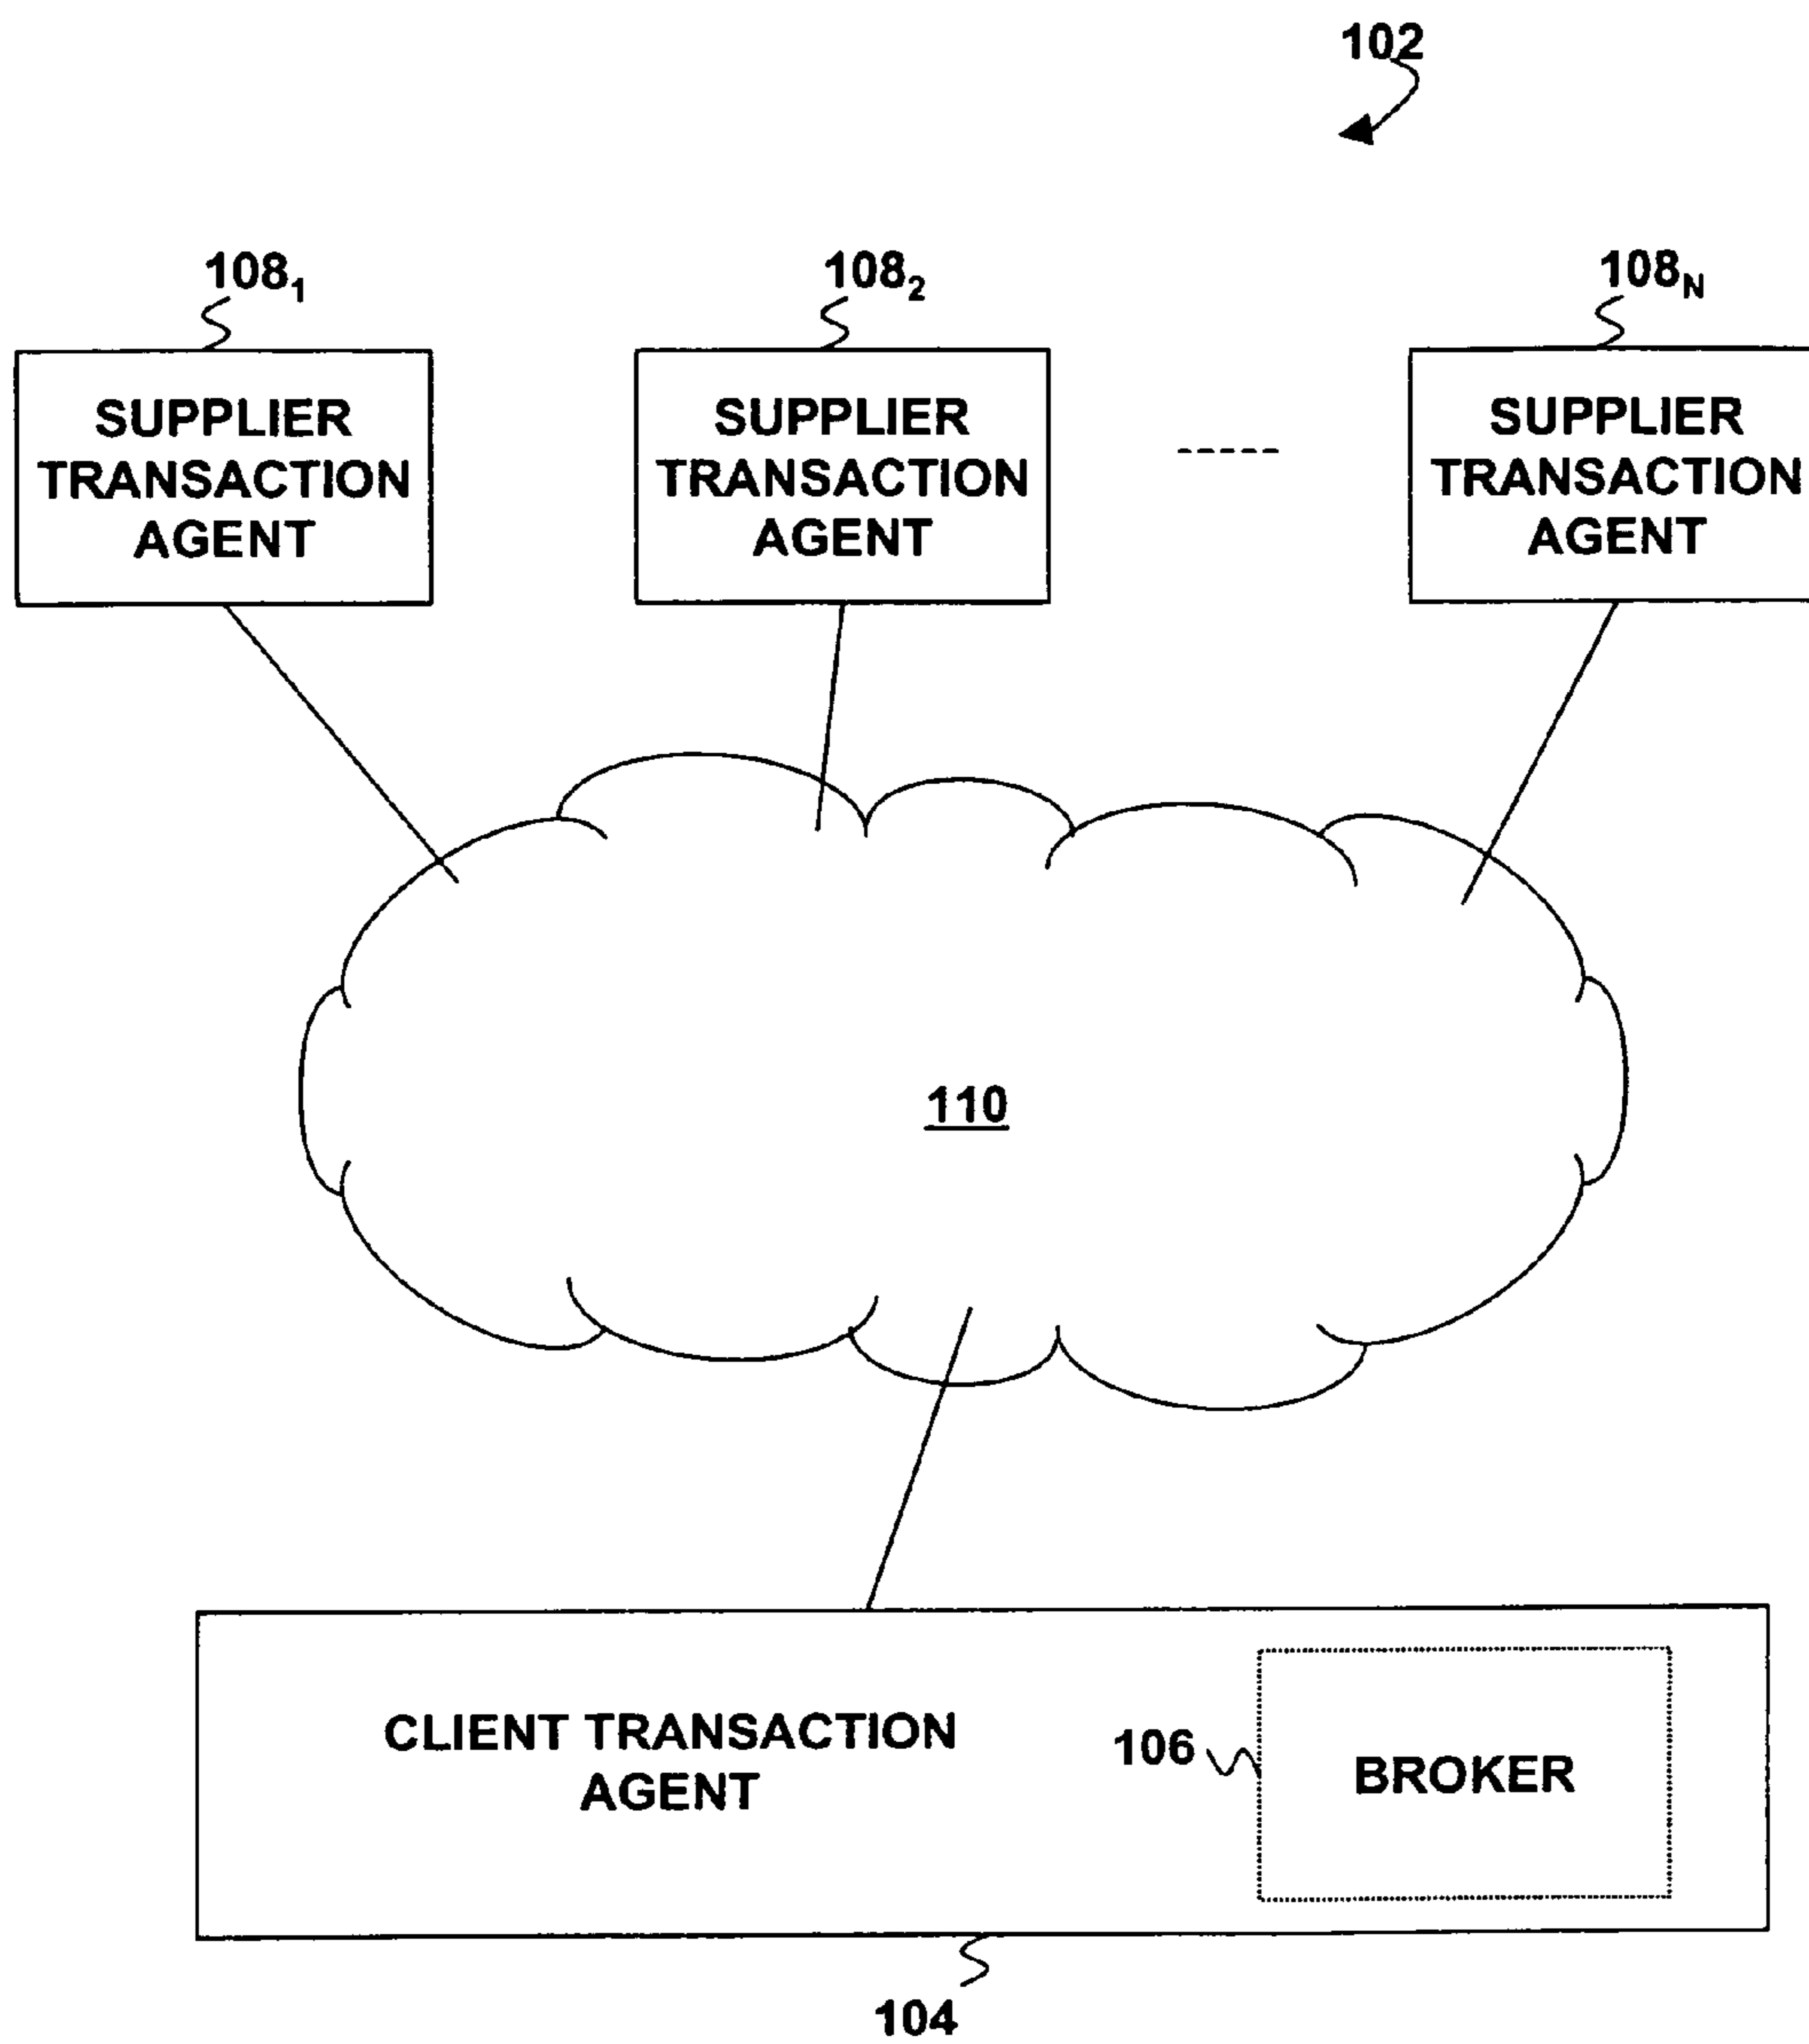 102
108₁
108₂
108N
SUPPLIER
TRANSACTION
AGENT
SUPPLIER
TRANSACTION
AGENT
SUPPLIER
TRANSACTION
AGENT
110
CLIENT TRANSACTION
AGENT
106
BROKER
104